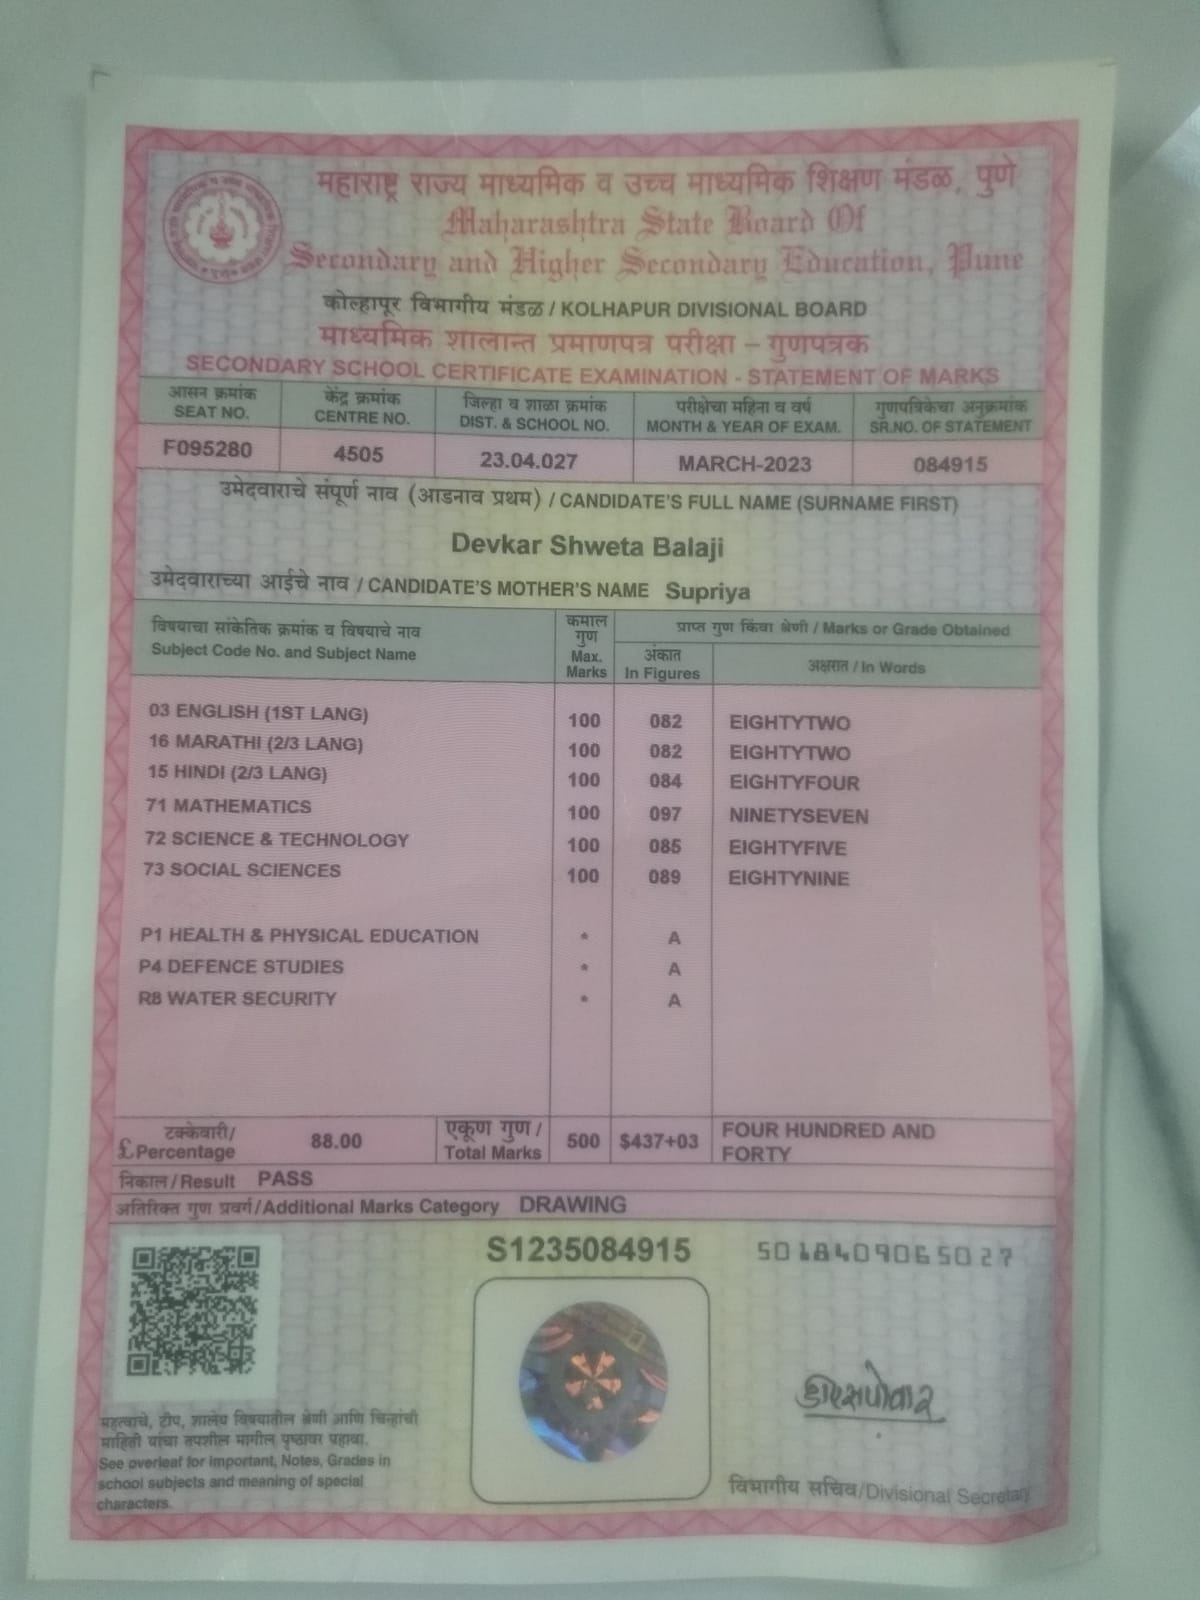 महाराष्ट्र राज्य माध्यमिक व उच्च माध्यमिक शिक्षण मंडळ, पुणे
Maharashtra State Board Of
Secondary and Higher Secondary Education, Pune
कोल्हापूर विभागीय मंडळ / KOLHAPUR DIVISIONAL BOARD
माध्यमिक शालान्त प्रमाणपत्र परीक्षा – गुणपत्रक
SECONDARY SCHOOL CERTIFICATE EXAMINATION - STATEMENT OF MARKS
आसन क्रमांक केंद्र क्रमांक जिल्हा व शाळा क्रमांक परीक्षेचा महिना व वर्ष गुणपत्रिकेचा अनुक्रमांक
SEAT NO. CENTRE NO. DIST. & SCHOOL NO. MONTH & YEAR OF EXAM. SR.NO. OF STATEMENT
F095280 4505 23.04.027 MARCH-2023 084915
उमेदवाराचे संपूर्ण नाव (आडनाव प्रथम) / CANDIDATE'S FULL NAME (SURNAME FIRST)
Devkar Shweta Balaji
उमेदवाराच्या आईचे नाव / CANDIDATE'S MOTHER'S NAME Supriya
विषयाचा सांकेतिक क्रमांक व विषयाचे नाव
Subject Code No. and Subject Name
कमाल
गुण
Max.
Marks
प्राप्त गुण किंवा श्रेणी / Marks or Grade Obtained
अंकात
In Figures
अक्षरात / In Words
03 ENGLISH (1ST LANG) 100 082 EIGHTYTWO
16 MARATHI (2/3 LANG) 100 082 EIGHTYTWO
15 HINDI (2/3 LANG) 100 084 EIGHTYFOUR
71 MATHEMATICS 100 097 NINETYSEVEN
72 SCIENCE & TECHNOLOGY 100 085 EIGHTYFIVE
73 SOCIAL SCIENCES 100 089 EIGHTYNINE
P1 HEALTH & PHYSICAL EDUCATION * A
P4 DEFENCE STUDIES * A
R8 WATER SECURITY * A
टक्केवारी/
£ Percentage 88.00
एकूण गुण /
Total Marks 500 $437+03
FOUR HUNDRED AND
FORTY
निकाल / Result PASS
अतिरिक्त गुण प्रवर्ग/Additional Marks Category DRAWING
S1235084915
5018409065027
महत्वाचे, टीप, शालेय विषयातील श्रेणी आणि चिन्हांची
माहिती यांचा तपशील मागील पृष्ठावर पहावा.
See overleaf for Important, Notes, Grades in
school subjects and meaning of special
characters.
विभागीय सचिव/Divisional Secretary